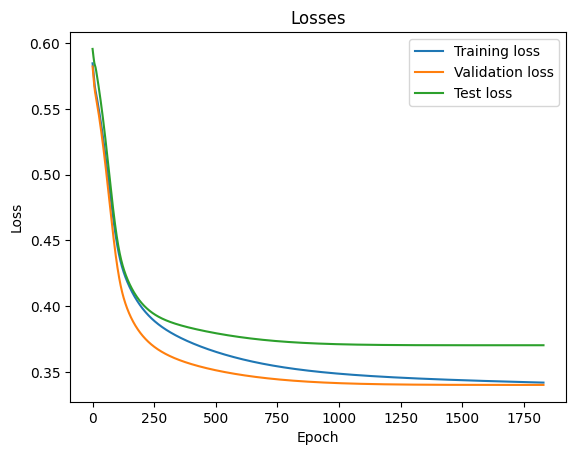 Losses
Training loss
Validation loss
Test loss
0.60
0.55
0.50
0.45
0.40
0.35
Loss
0
250
500
750
1000
1250
1500
1750
Epoch